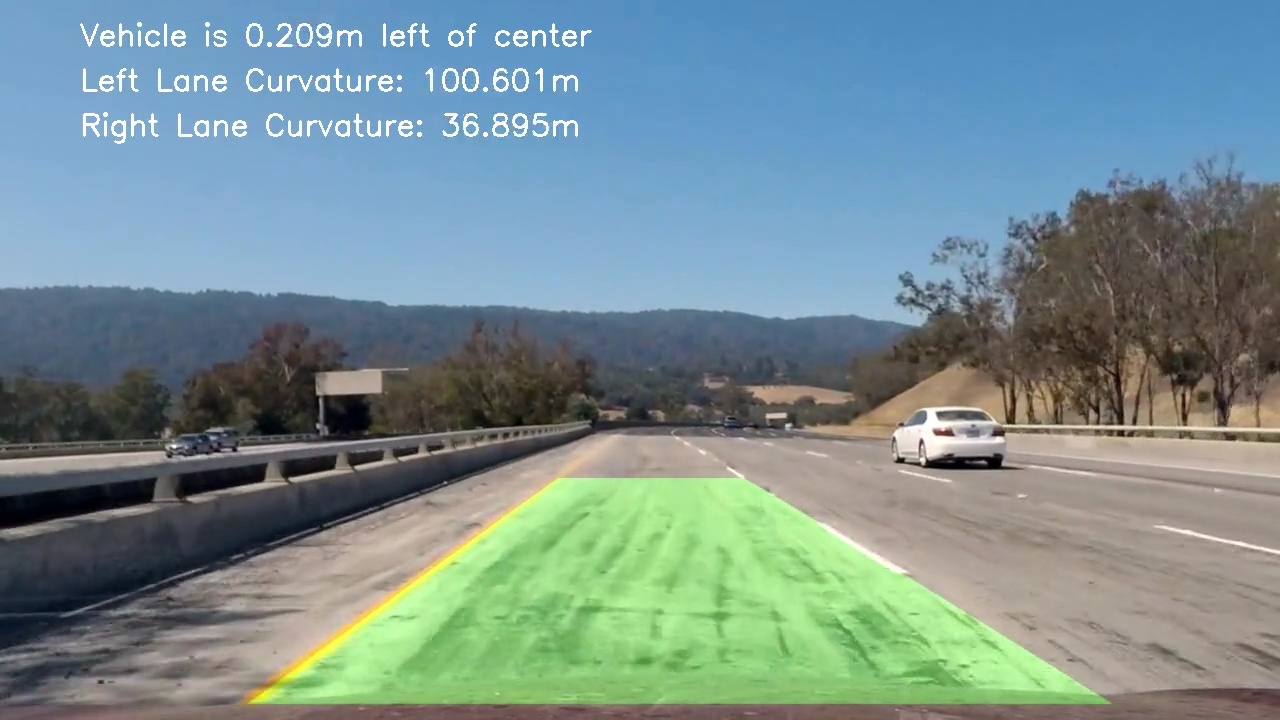 Vehicle is 0.209m left of center
Left Lane Curvature: 100.601m
Right Lane Curvature: 36.895m